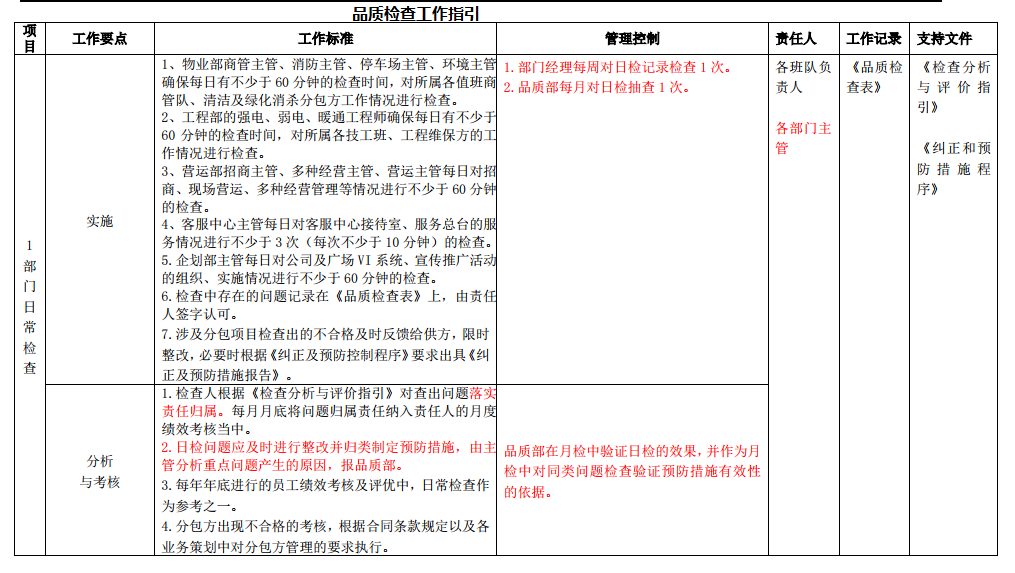 品质检查工作指引
项
目
工作要点
工作标准
管理控制
责任人
工作记录
支持文件
1
部
门
日
常
检
查
实施
1、物业部商管主管、消防主管、停车场主管、环境主管
确保每日有不少于 60 分钟的检查时间，对所属各值班商
管队、清洁及绿化消杀分包方工作情况进行检查。
2、工程部的强电、弱电、暖通工程师确保每日有不少于
60 分钟的检查时间，对所属各技工班、工程维保方的工
作情况进行检查。
3、营运部招商主管、多种经营主管、营运主管每日对招
商、现场营运、多种经营管理等情况进行不少于 60 分钟
的检查。
4、客服中心主管每日对客服中心接待室、服务总台的服
务情况进行不少于 3 次（每次不少于 10 分钟）的检查。
5.企划部主管每日对公司及广场 VI 系统、宣传推广活动
的组织、实施情况进行不少于 60 分钟的检查。
6.检查中存在的问题记录在《品质检查表》上，由责任
人签字认可。
7.涉及分包项目检查出的不合格及时反馈给供方，限时
整改，必要时根据《纠正及预防控制程序》要求出具《纠
正及预防措施报告》。
1.部门经理每周对日检记录检查 1 次。
2.品质部每月对日检抽查 1 次。
各班队负
责人
各部门主
管
《品质检
查表》
《检查分析
与评价指
引》
《纠正和预
防措施程
序》
分析
与考核
1.检查人根据《检查分析与评价指引》对查出问题落实
责任归属。每月月底将问题归属责任纳入责任人的月度
绩效考核当中。
2.日检问题应及时进行整改并归类制定预防措施，由主
管分析重点问题产生的原因，报品质部。
3.每年年底进行的员工绩效考核及评优中，日常检查作
为参考之一。
4.分包方出现不合格的考核，根据合同条款规定以及各
业务策划中对分包方管理的要求执行。
品质部在月检中验证日检的效果，并作为月
检中对同类问题检查验证预防措施有效性
的依据。